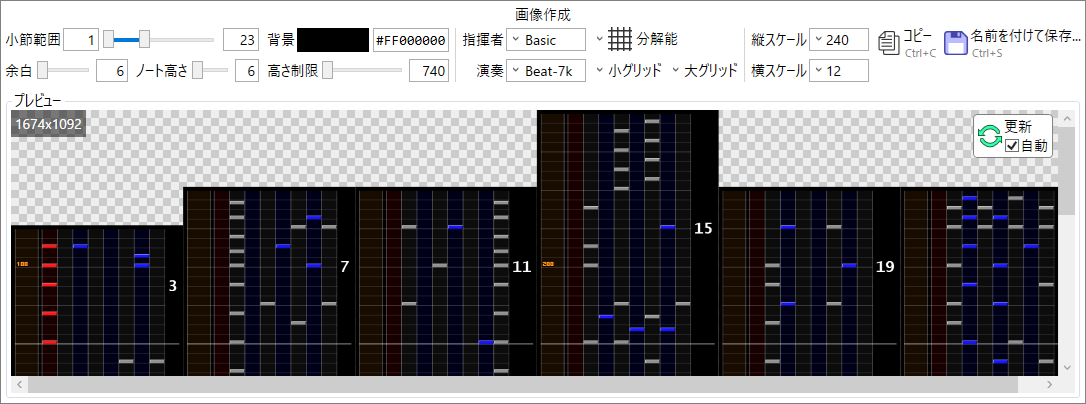 画像作成
小節範囲 1 23 背景 #FF000000 指揮者 Basic 分解能 縦スケール 240 コピー Ctrl+C 名前を付けて保存... Ctrl+S
余白 6 ノート高さ 6 高さ制限 740 演奏 Beat-7k 小グリッド 大グリッド 横スケール 12
プレビュー
1674x1092 更新
自動
15
100 3 7 11 200 19